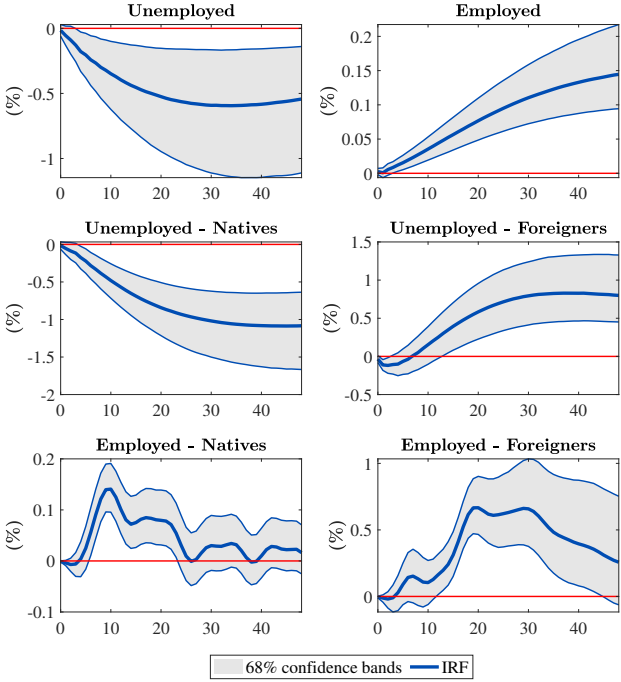 Unemployed
Employed
0
-0.5
-1
(%)
0 10 20 30 40
0.2
0.15
0.1
0.05
0
(%)
0 10 20 30 40
Unemployed - Natives
Unemployed - Foreigners
0
-0.5
-1
-1.5
-2
(%)
0 10 20 30 40
1.5
1
0.5
0
-0.5
(%)
0 10 20 30 40
Employed - Natives
Employed - Foreigners
0.2
0.1
0
-0.1
(%)
0 10 20 30 40
1
0.5
0
(%)
0 10 20 30 40
68% confidence bands IRF